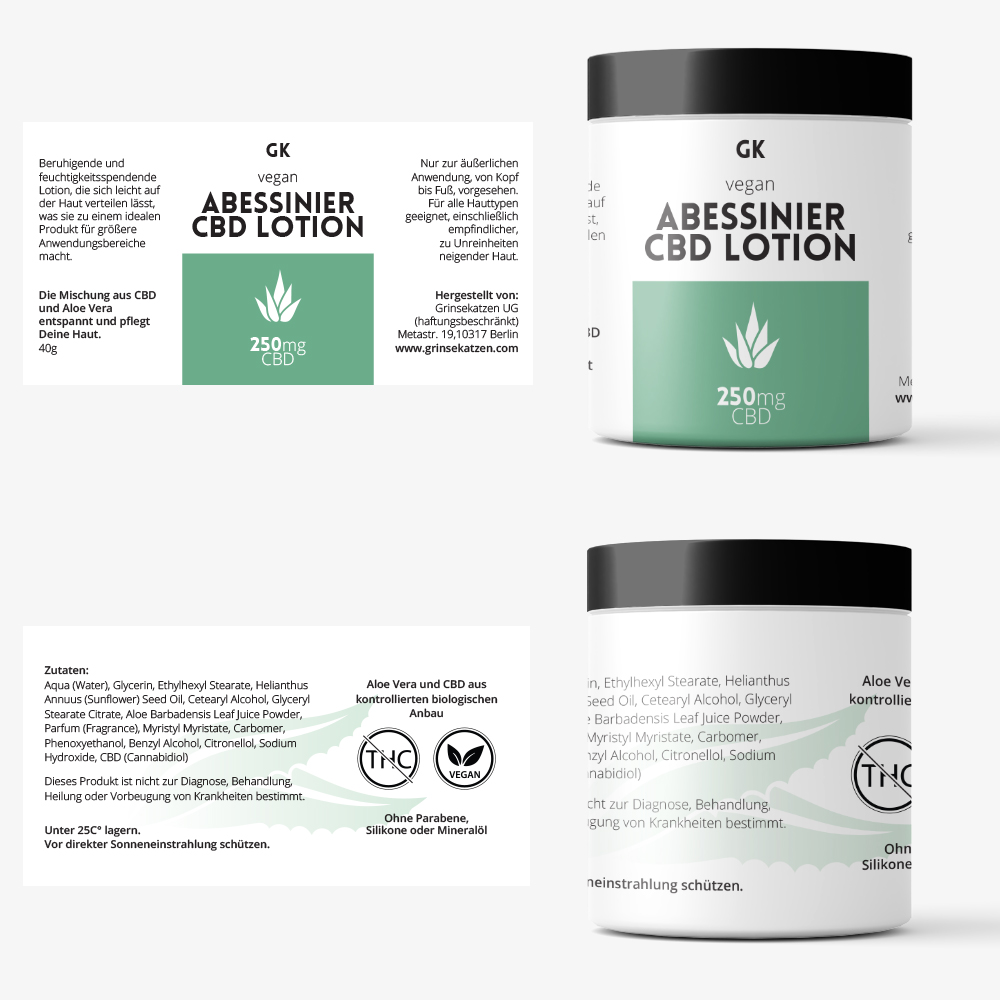 Beruhigende und
feuchtigkeitsspendende
Lotion, die sich leicht auf
der Haut verteilen lässt,
was sie zu einem idealen
Produkt für größere
Anwendungsbereiche
macht.
Die Mischung aus CBD
und Aloe Vera
entspannt und pflegt
Deine Haut.
40g
GK
vegan
ABESSINIER
CBD LOTION
250mg
CBD
Nur zur äußerlichen
Anwendung, von Kopf
bis Fuß, vorgesehen.
Für alle Hauttypen
geeignet, einschließlich
empfindlicher,
zu Unreinheiten
neigender Haut.
Hergestellt von:
Grinsekatzen UG
(haftungsbeschränkt)
Metastr. 19,10317 Berlin
www.grinsekatzen.com
de
auf
st,
len
BD
t
GK
vegan
ABESSINIER
CBD LOTION
250mg
CBD
g
Me
ww
Zutaten:
Aqua (Water), Glycerin, Ethylhexyl Stearate, Helianthus
Annuus (Sunflower) Seed Oil, Cetearyl Alcohol, Glyceryl
Stearate Citrate, Aloe Barbadensis Leaf Juice Powder,
Parfum (Fragrance), Myristyl Myristate, Carbomer,
Phenoxyethanol, Benzyl Alcohol, Citronellol, Sodium
Hydroxide, CBD (Cannabidiol)
Dieses Produkt ist nicht zur Diagnose, Behandlung,
Heilung oder Vorbeugung von Krankheiten bestimmt.
Unter 25C° lagern.
Vor direkter Sonneneinstrahlung schützen.
Aloe Vera und CBD aus
kontrollierten biologischen
Anbau
THC
VEGAN
Ohne Parabene,
Silikone oder Mineralöl
in, Ethylhexyl Stearate, Helianthus
Seed Oil, Cetearyl Alcohol, Glyceryl
e Barbadensis Leaf Juice Powder,
Myristyl Myristate, Carbomer,
nzyl Alcohol, Citronellol, Sodium
nnabidiol)
cht zur Diagnose, Behandlung,
gung von Krankheiten bestimmt.
neinstrahlung schützen.
Aloe Ve
kontrollie
THC
Ohn
Silikone